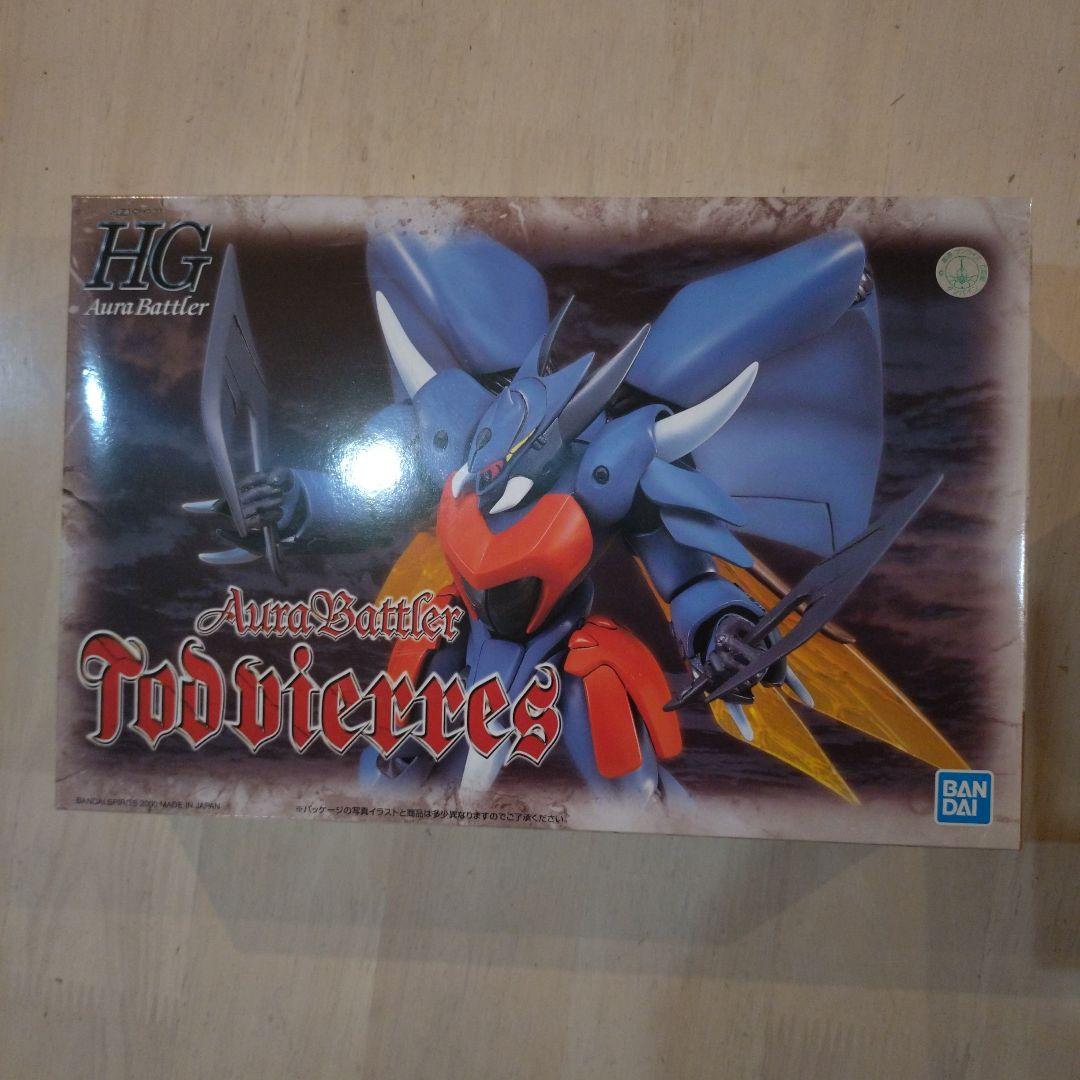 HG
Aura Battler
Aura Battler
Todvierres
BANDAI SPIRITS 2000 MADE IN JAPAN
※パッケージの写真イラストと商品は多少異なりますのでご了承ください。
BAN
DAI